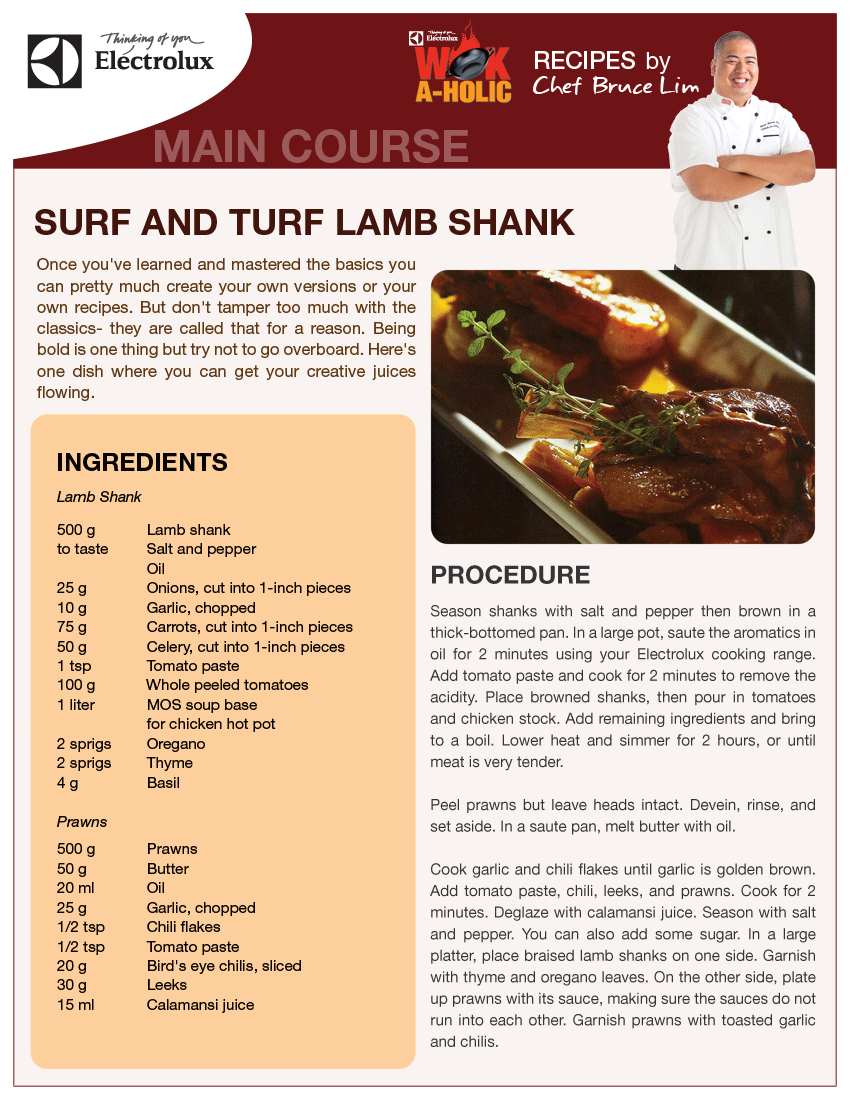 Thinking of you
Electrolux
Thinking of you
Electrolux
WOK
A-HOLIC
RECIPES by
Chef Bruce Lim
MAIN COURSE
SURF AND TURF LAMB SHANK
Once you've learned and mastered the basics you
can pretty much create your own versions or your
own recipes. But don't tamper too much with the
classics- they are called that for a reason. Being
bold is one thing but try not to go overboard. Here's
one dish where you can get your creative juices
flowing.
INGREDIENTS
Lamb Shank
500 g Lamb shank
to taste Salt and pepper
Oil
25 g Onions, cut into 1-inch pieces
10 g Garlic, chopped
75 g Carrots, cut into 1-inch pieces
50 g Celery, cut into 1-inch pieces
1 tsp Tomato paste
100 g Whole peeled tomatoes
1 liter MOS soup base
for chicken hot pot
2 sprigs Oregano
2 sprigs Thyme
4 g Basil
Prawns
500 g Prawns
50 g Butter
20 ml Oil
25 g Garlic, chopped
1/2 tsp Chili flakes
1/2 tsp Tomato paste
20 g Bird's eye chilis, sliced
30 g Leeks
15 ml Calamansi juice
PROCEDURE
Season shanks with salt and pepper then brown in a
thick-bottomed pan. In a large pot, saute the aromatics in
oil for 2 minutes using your Electrolux cooking range.
Add tomato paste and cook for 2 minutes to remove the
acidity. Place browned shanks, then pour in tomatoes
and chicken stock. Add remaining ingredients and bring
to a boil. Lower heat and simmer for 2 hours, or until
meat is very tender.
Peel prawns but leave heads intact. Devein, rinse, and
set aside. In a saute pan, melt butter with oil.
Cook garlic and chili flakes until garlic is golden brown.
Add tomato paste, chili, leeks, and prawns. Cook for 2
minutes. Deglaze with calamansi juice. Season with salt
and pepper. You can also add some sugar. In a large
platter, place braised lamb shanks on one side. Garnish
with thyme and oregano leaves. On the other side, plate
up prawns with its sauce, making sure the sauces do not
run into each other. Garnish prawns with toasted garlic
and chilis.